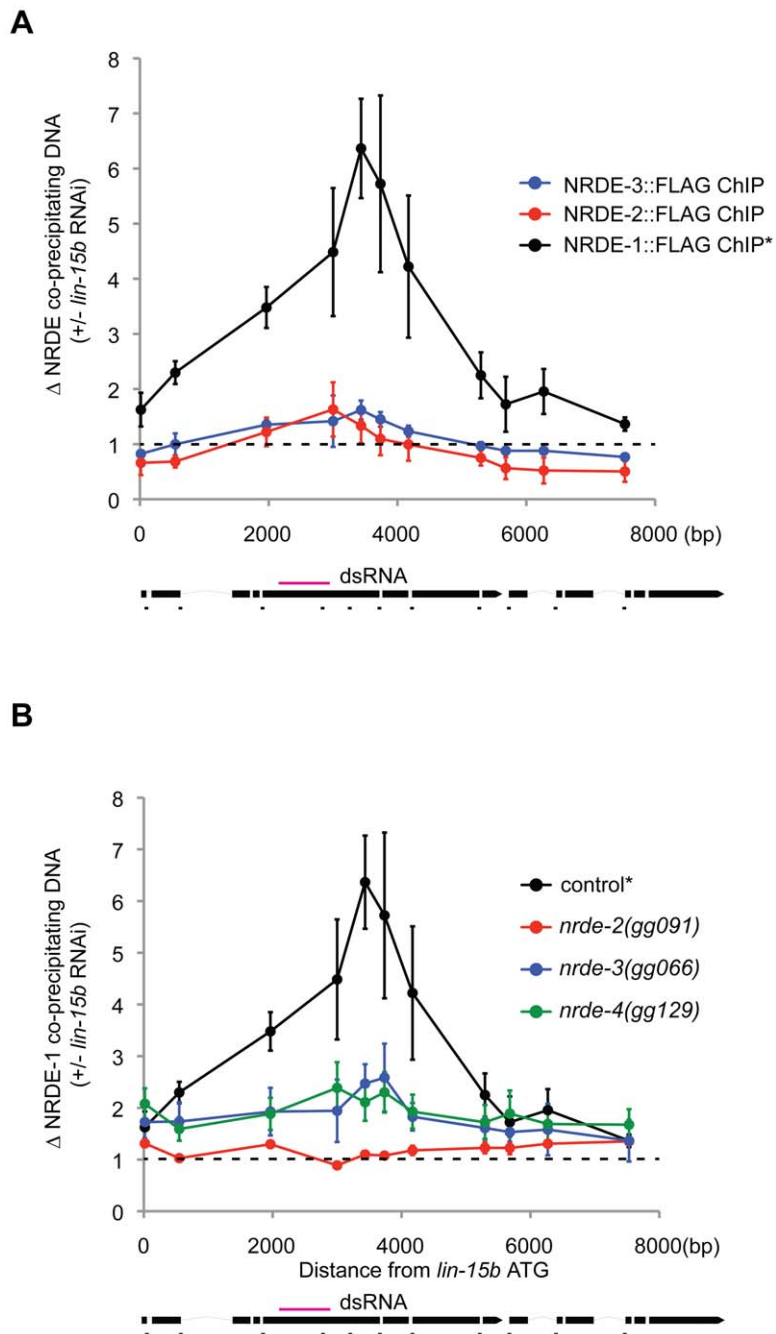 A
8
7
6
5
4
3
2
1
0
Δ NRDE co-precipitating DNA
(+/- lin-15b RNAi)
NRDE-3::FLAG ChIP
NRDE-2::FLAG ChIP
NRDE-1::FLAG ChIP*
0 2000 4000 6000 8000 (bp)
dsRNA
B
8
7
6
5
4
3
2
1
0
Δ NRDE-1 co-precipitating DNA
(+/- lin-15b RNAi)
control*
nrde-2(gg091)
nrde-3(gg066)
nrde-4(gg129)
0 2000 4000 6000 8000(bp)
Distance from lin-15b ATG
dsRNA